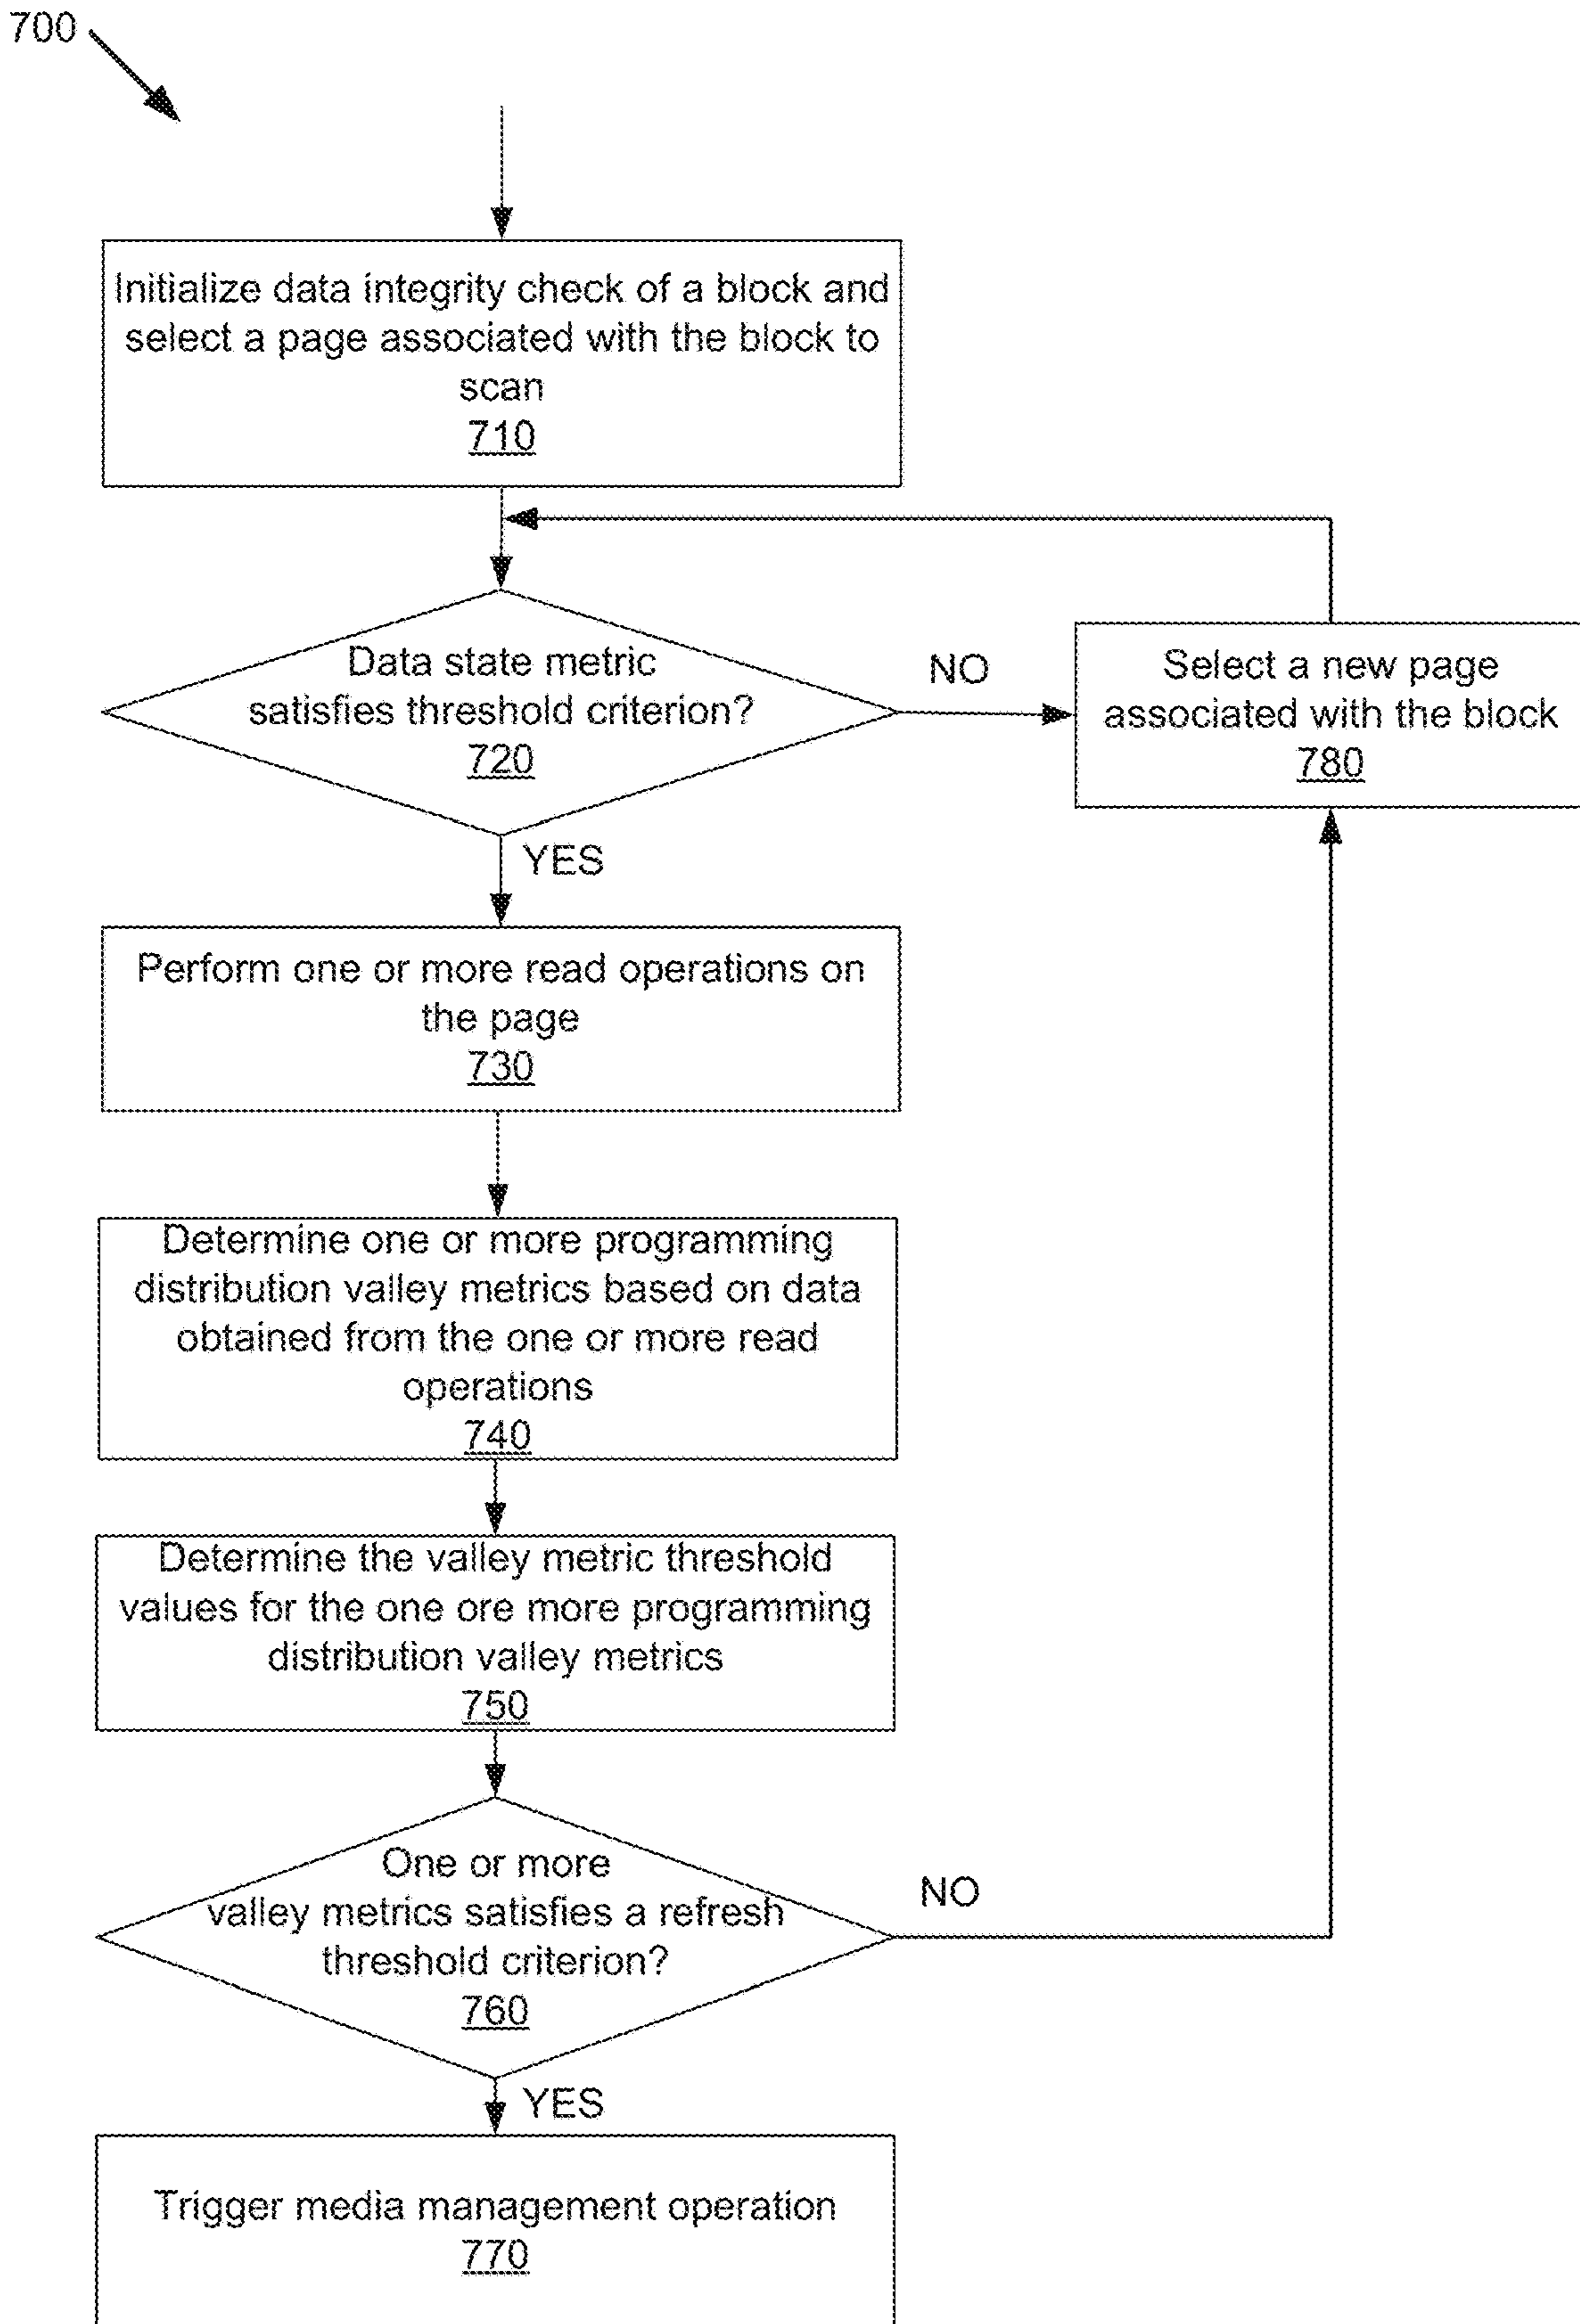 700
Initialize data integrity check of a block and
select a page associated with the block to
scan
710
Data state metric
satisfies threshold criterion?
720
NO
Select a new page
associated with the block
780
YES
Perform one or more read operations on
the page
730
Determine one or more programming
distribution valley metrics based on data
obtained from the one or more read
operations
740
Determine the valley metric threshold
values for the one ore more programming
distribution valley metrics
750
One or more
valley metrics satisfies a refresh
threshold criterion?
760
NO
YES
Trigger media management operation
770